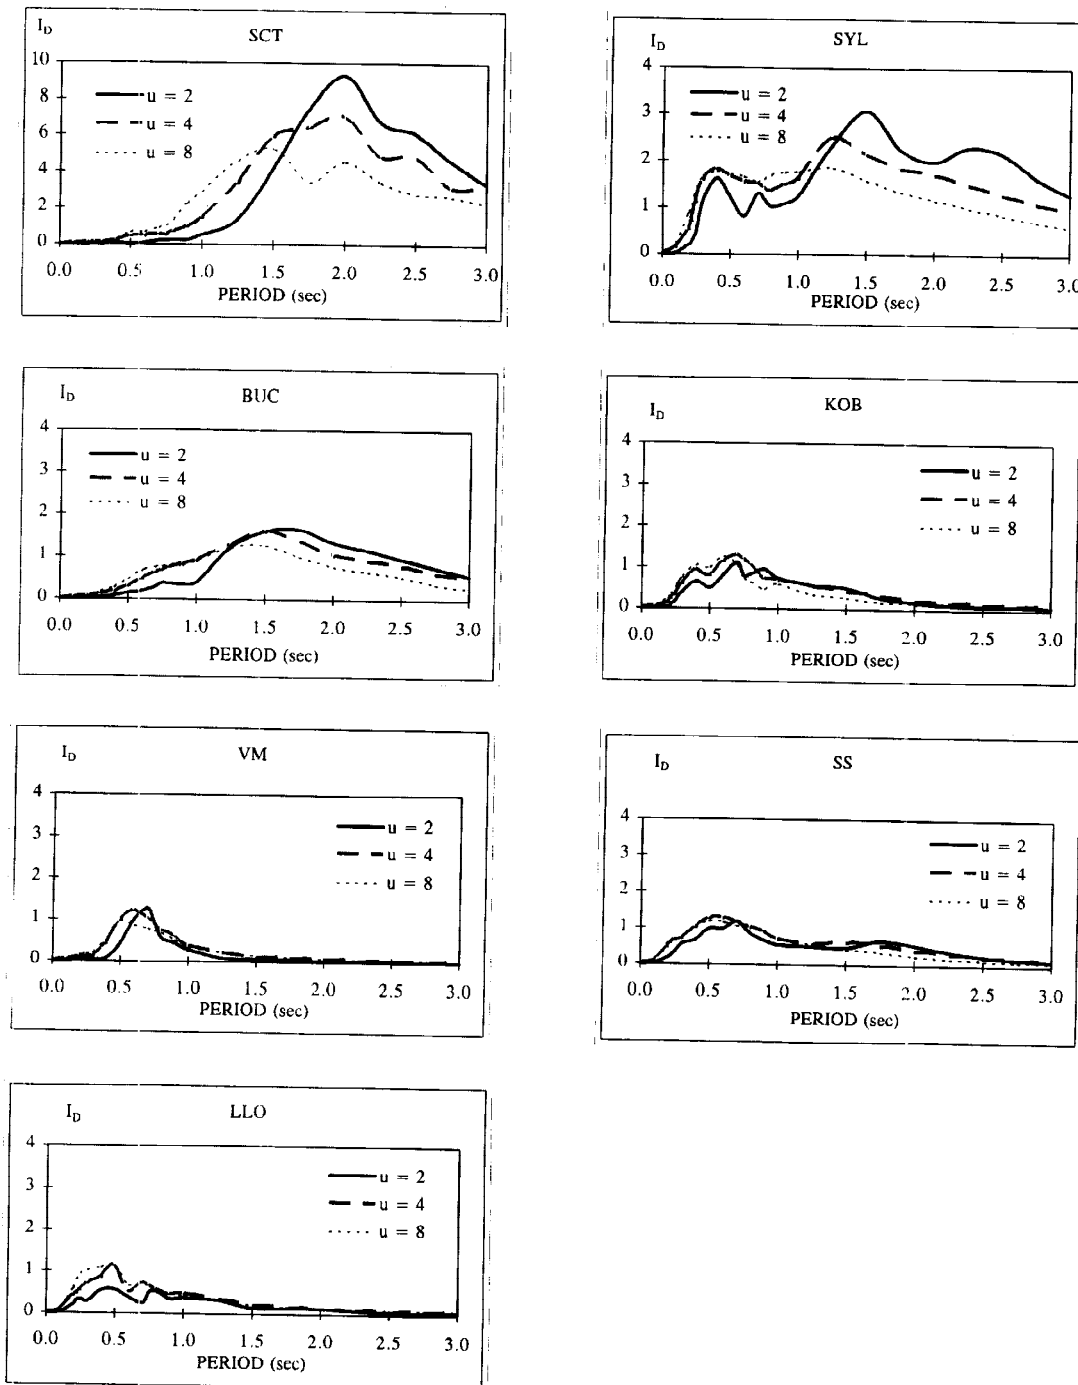 I_D SCT
10
8
6
4
2
0
u = 2
u = 4
u = 8
0.0 0.5 1.0 1.5 2.0 2.5 3.0
PERIOD (sec)
I_D SYL
4
3
2
1
0
u = 2
u = 4
u = 8
0.0 0.5 1.0 1.5 2.0 2.5 3.0
PERIOD (sec)
I_D BUC
4
3
2
1
0
u = 2
u = 4
u = 8
0.0 0.5 1.0 1.5 2.0 2.5 3.0
PERIOD (sec)
I_D KOB
4
3
2
1
0
u = 2
u = 4
u = 8
0.0 0.5 1.0 1.5 2.0 2.5 3.0
PERIOD (sec)
I_D VM
4
3
2
1
0
u = 2
u = 4
u = 8
0.0 0.5 1.0 1.5 2.0 2.5 3.0
PERIOD (sec)
I_D SS
4
3
2
1
0
u = 2
u = 4
u = 8
0.0 0.5 1.0 1.5 2.0 2.5 3.0
PERIOD (sec)
I_D LLO
4
3
2
1
0
u = 2
u = 4
u = 8
0.0 0.5 1.0 1.5 2.0 2.5 3.0
PERIOD (sec)